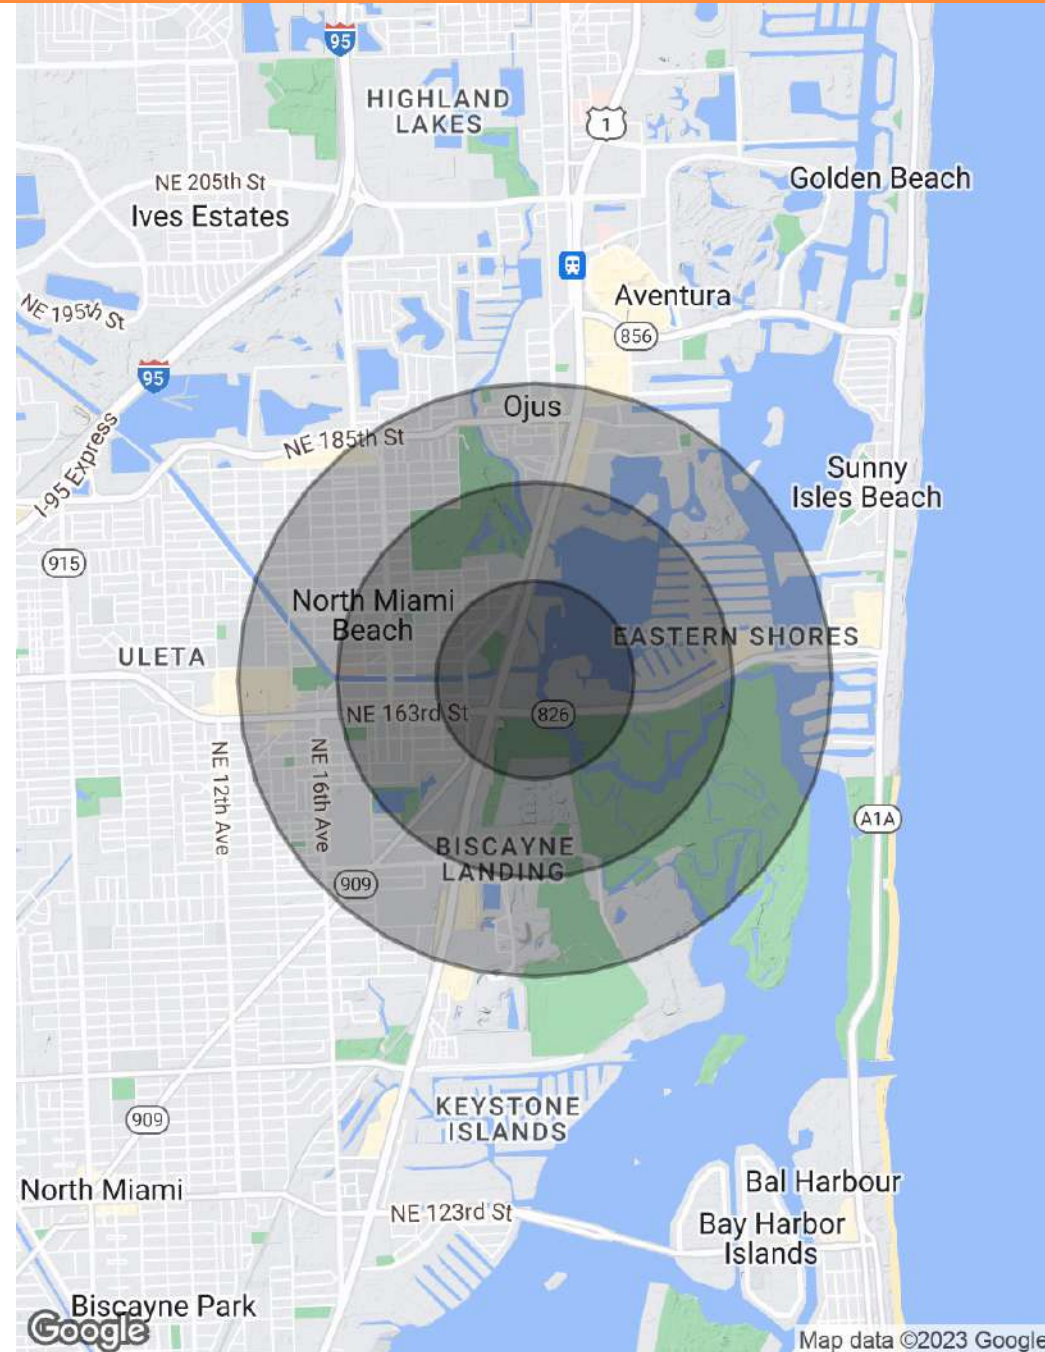 95
HIGHLAND
LAKES
1
NE 205th St
Golden Beach
Ives Estates
NE 195th St
Aventura
856
95
Ojus
NE 185th St
I-95 Express
Sunny
Isles Beach
915
North Miami
Beach
EASTERN SHORES
ULETA
NE 163rd St
826
NE 12th Ave
NE 16th Ave
A1A
BISCAYNE
LANDING
909
KEYSTONE
ISLANDS
909
North Miami
Bal Harbour
NE 123rd St
Bay Harbor
Islands
Biscayne Park
Google
Map data ©2023 Google